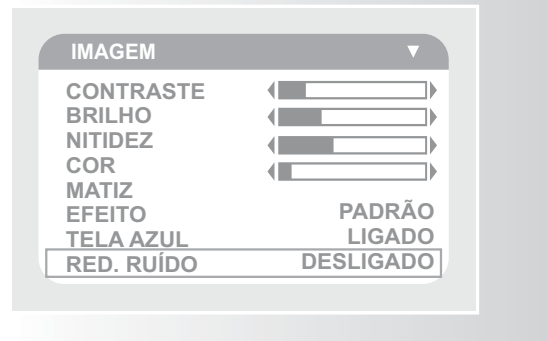 IMAGEM
CONTRASTE
BRILHO
NITIDEZ
COR
MATIZ
EFEITO PADRÃO
TELA AZUL LIGADO
RED. RUÍDO DESLIGADO